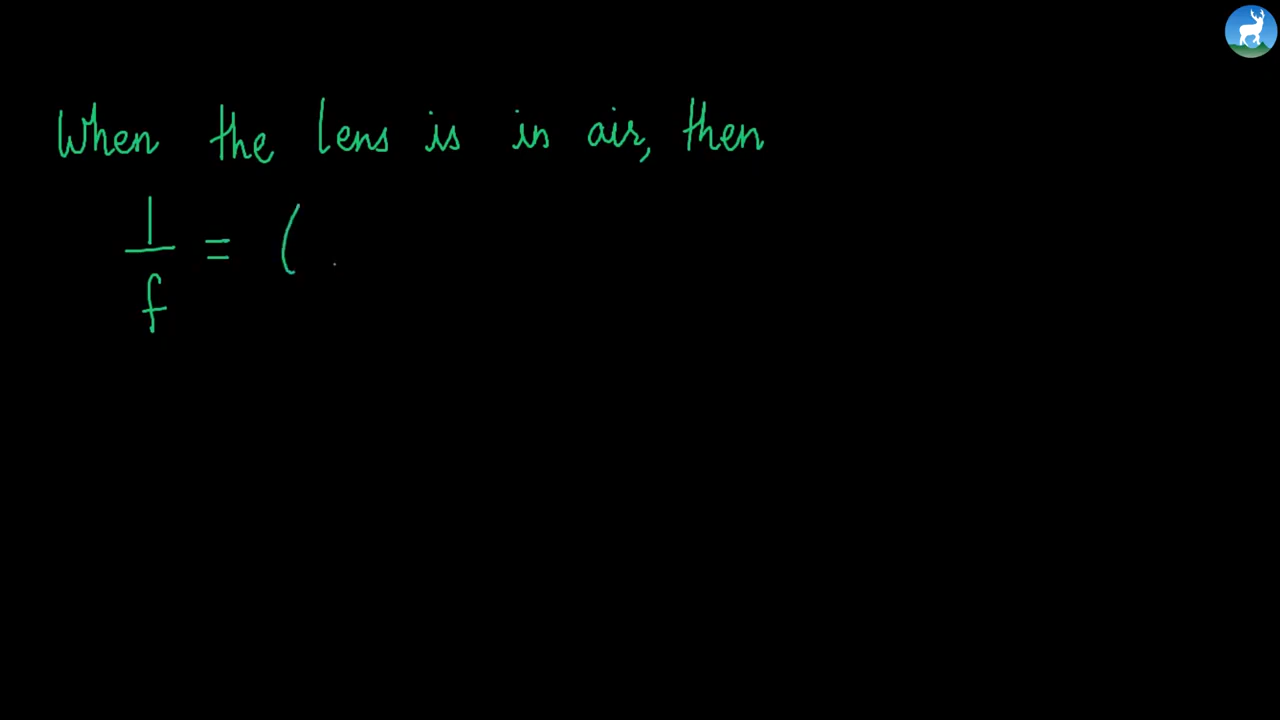 When the lens is in air, then
1/f = (